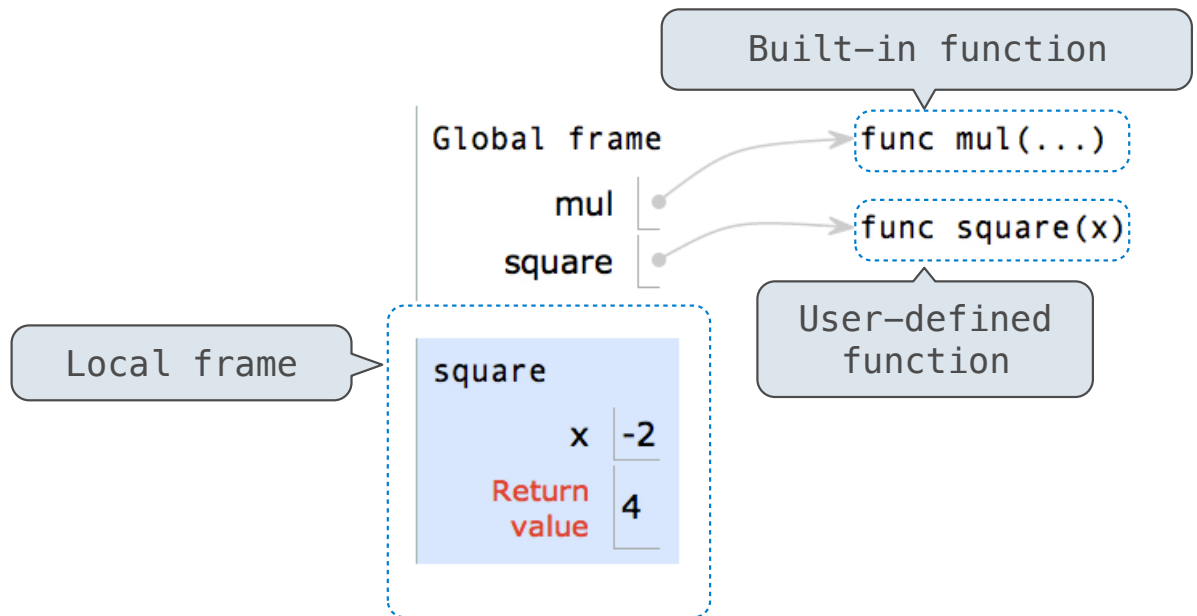 Built-in function
Global frame
func mul(...)
mul
func square(x)
square
User-defined
function
Local frame
square
x -2
Return
value 4